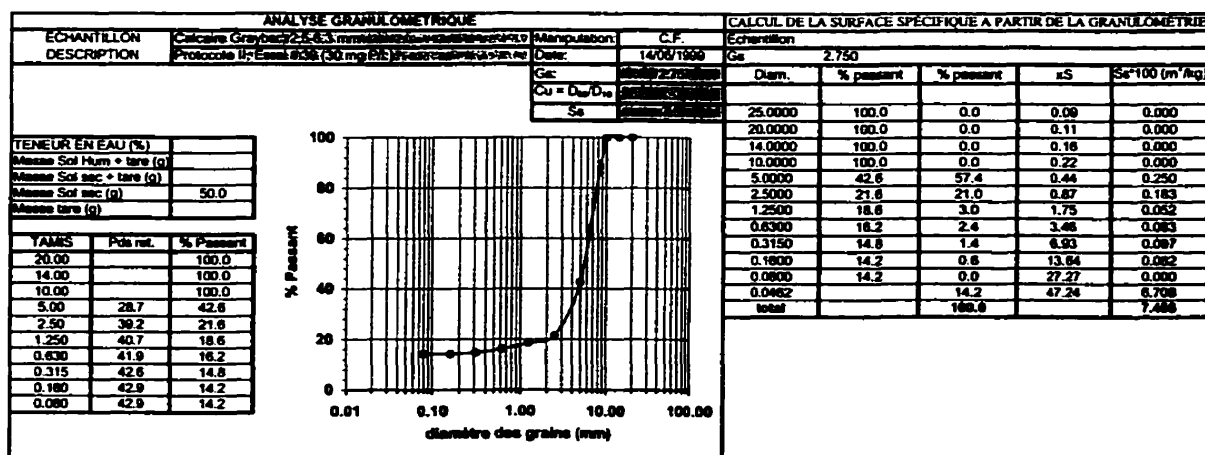 ANALYSE GRANULOMÉTRIQUE
ÉCHANTILLON Calcaire Graybec 2,5-6,3 mm Manipulation: C.F.
DESCRIPTION Protocole II; Essai (30 mg P/L) Date: 14/06/1999
Gs:
Cu = D60/D10
Ss
TENEUR EN EAU (%)
Masse Sol Hum + tare (g)
Masse Sol sec + tare (g)
Masse Sol sec (g) 50.0
Masse tare (g)
TAMIS Pds ret. % Passant
20.00 100.0
14.00 100.0
10.00 100.0
5.00 28.7 42.6
2.50 39.2 21.6
1.250 40.7 18.6
0.630 41.9 16.2
0.315 42.6 14.8
0.160 42.9 14.2
0.080 42.9 14.2
% Passant
100
80
60
40
20
0
0.01 0.10 1.00 10.00 100.00
diamètre des grains (mm)
CALCUL DE LA SURFACE SPÉCIFIQUE A PARTIR DE LA GRANULOMÉTRIE
Echantillon
Gs 2.750
Diam. % passant % passant xS Ss*100 (m²/kg)
25.0000 100.0 0.0 0.09 0.000
20.0000 100.0 0.0 0.11 0.000
14.0000 100.0 0.0 0.16 0.000
10.0000 100.0 0.0 0.22 0.000
5.0000 42.6 57.4 0.44 0.250
2.5000 21.6 21.0 0.87 0.183
1.2500 18.6 3.0 1.75 0.052
0.6300 16.2 2.4 3.46 0.083
0.3150 14.8 1.4 6.93 0.097
0.1600 14.2 0.6 13.64 0.082
0.0800 14.2 0.0 27.27 0.000
0.0462 14.2 47.24 6.708
total